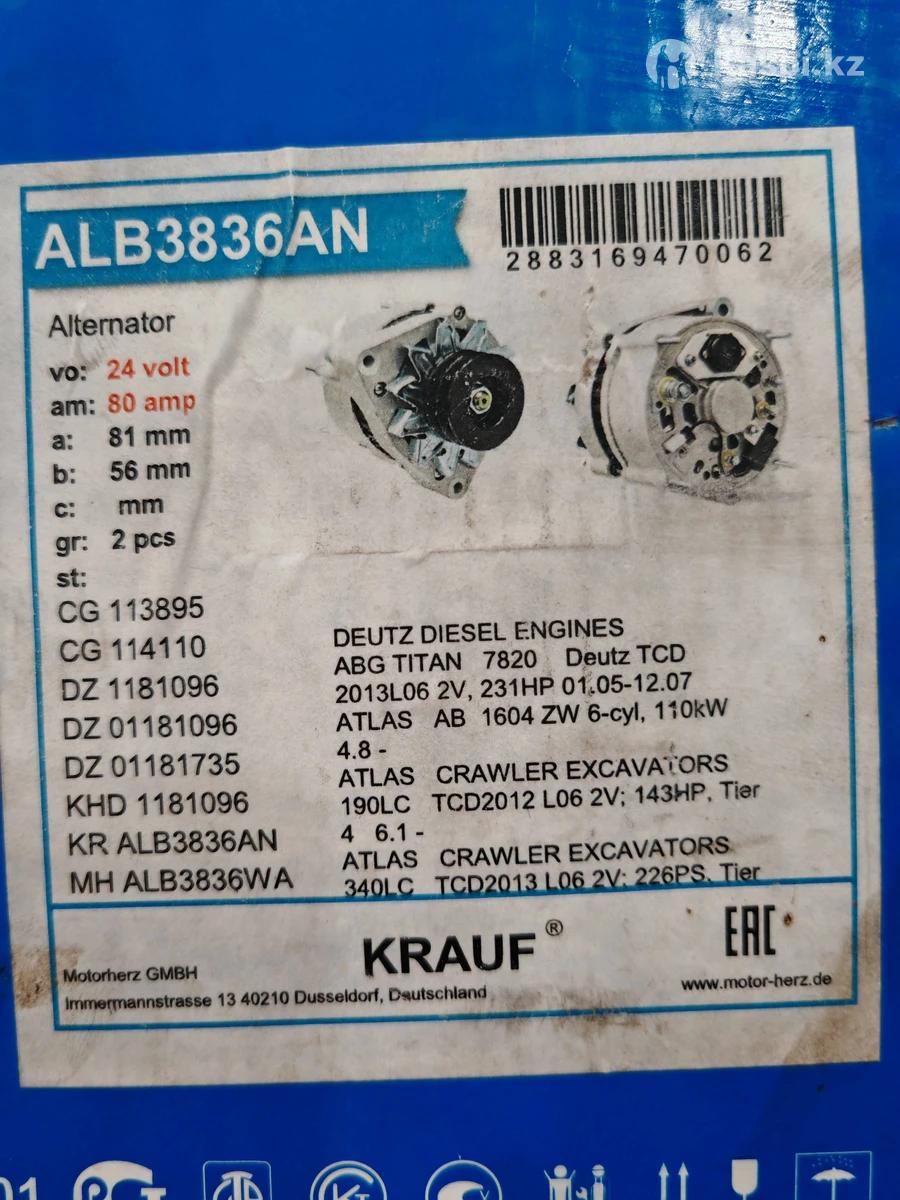 ALB3836AN
2883169470062
Alternator
vo: 24 volt
am: 80 amp
a: 81 mm
b: 56 mm
c: mm
gr: 2 pcs
st:
CG 113895
CG 114110
DZ 1181096
DZ 01181096
DZ 01181735
KHD 1181096
KR ALB3836AN
MH ALB3836WA
DEUTZ DIESEL ENGINES
ABG TITAN 7820 Deutz TCD
2013L06 2V, 231HP 01.05-12.07
ATLAS AB 1604 ZW 6-cyl, 110kW
4.8 -
ATLAS CRAWLER EXCAVATORS
190LC TCD2012 L06 2V; 143HP, Tier
4 6.1 -
ATLAS CRAWLER EXCAVATORS
340LC TCD2013 L06 2V; 226PS, Tier
KRAUF ®
EAC
Motorherz GMBH
Immermannstrasse 13 40210 Dusseldorf, Deutschland
www.motor-herz.de